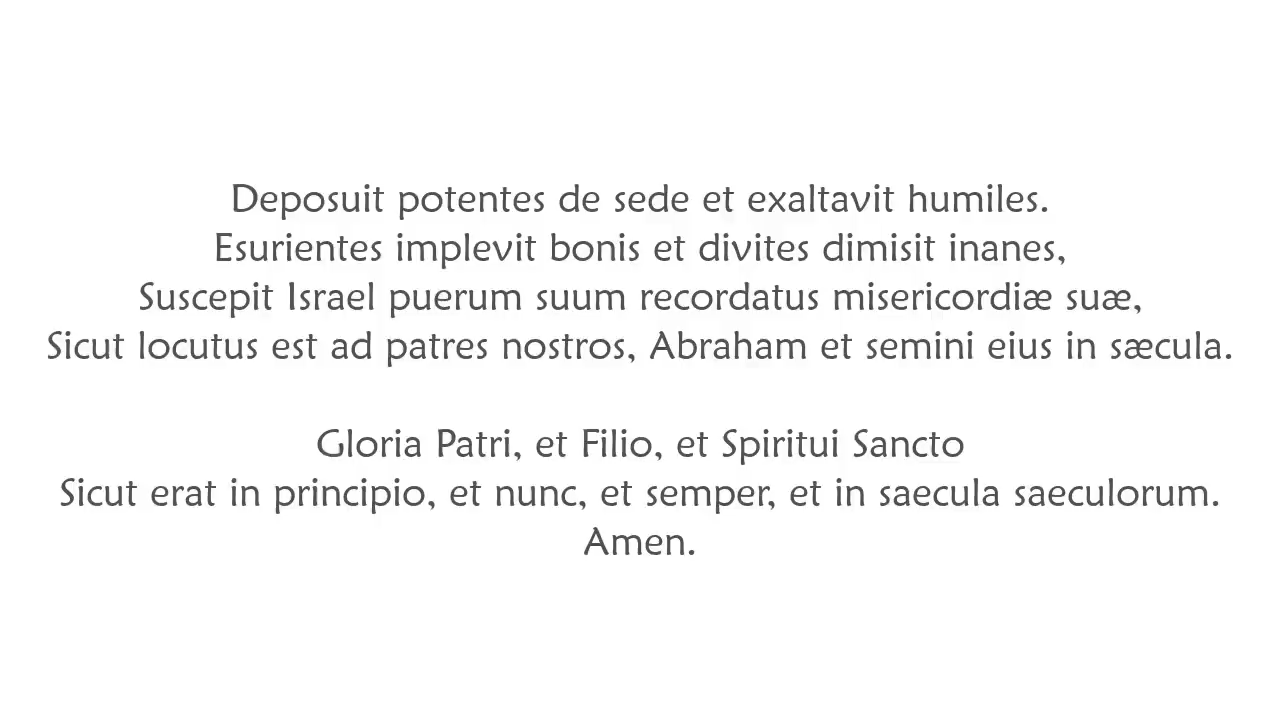 Deposuit potentes de sede et exaltavit humiles.
Esurientes implevit bonis et divites dimisit inanes,
Suscepit Israel puerum suum recordatus misericordiæ suæ,
Sicut locutus est ad patres nostros, Abraham et semini eius in sæcula.
Gloria Patri, et Filio, et Spiritui Sancto
Sicut erat in principio, et nunc, et semper, et in saecula saeculorum.
Amen.